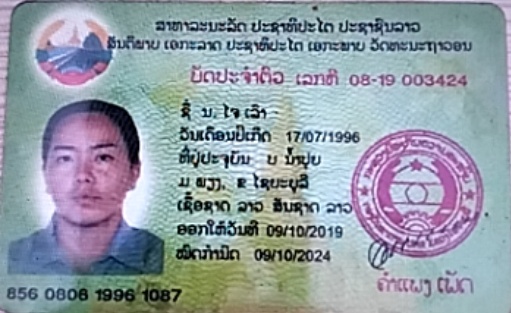 ສາທາລະນະລັດ ປະຊາທິປະໄຕ ປະຊາຊົນລາວ
ສັນຕິພາບ ເອກະລາດ ປະຊາທິປະໄຕ ເອກະພາບ ວັດທະນະຖາວອນ
ບັດປະຈຳຕົວ ເລກທີ 08-19 003424
ຊື່ ນ. ໄຈ ເລົາ
ວັນເດືອນປີເກີດ 17/07/1996
ທີ່ຢູ່ປະຈຸບັນ ບ ນ້ຳປຸຍ
ມ ພຽງ, ຂ ໄຊຍະບູລີ
ເຊື້ອຊາດ ລາວ ສັນຊາດ ລາວ
ອອກໃຫ້ວັນທີ 09/10/2019
ໝົດກຳນົດ 09/10/2024
ຄຳແພງ ເພັດ
856 0806 1996 1087